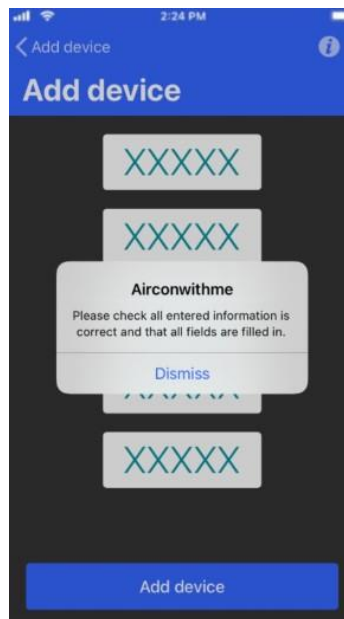 2:24 PM
Add device
Add device
XXXXX
XXXXX
Airconwithme
Please check all entered information is
correct and that all fields are filled in.
Dismiss
XXXXX
XXXXX
Add device